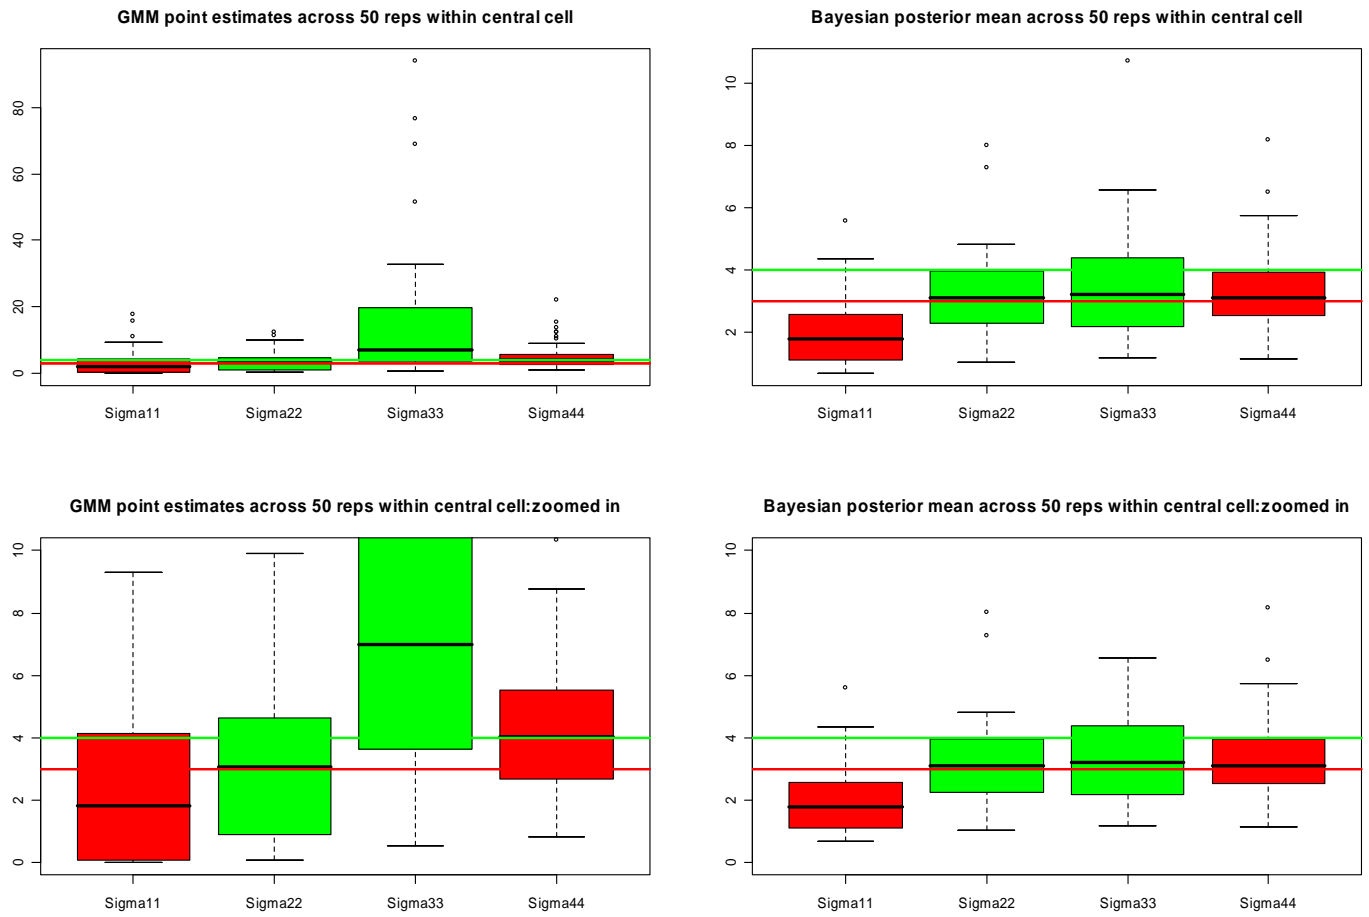 GMM point estimates across 50 reps within central cell
80
60
40
20
0
Sigma11 Sigma22 Sigma33 Sigma44
Bayesian posterior mean across 50 reps within central cell
10
8
6
4
2
Sigma11 Sigma22 Sigma33 Sigma44
GMM point estimates across 50 reps within central cell:zoomed in
10
8
6
4
2
0
Sigma11 Sigma22 Sigma33 Sigma44
Bayesian posterior mean across 50 reps within central cell:zoomed in
10
8
6
4
2
0
Sigma11 Sigma22 Sigma33 Sigma44